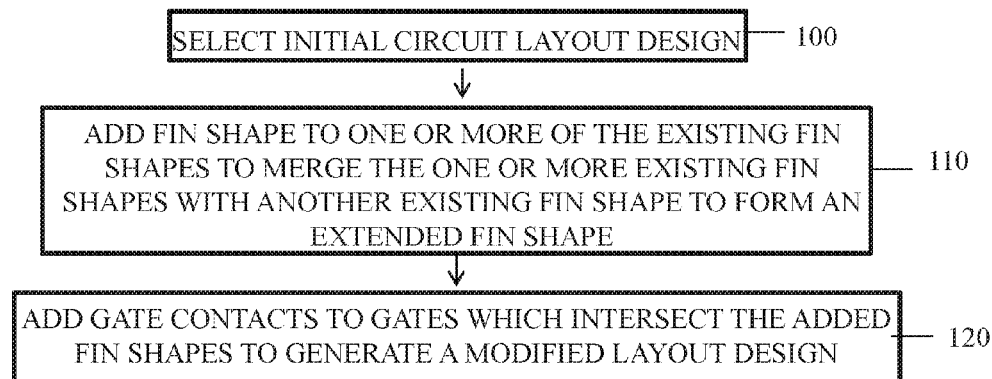 SELECT INITIAL CIRCUIT LAYOUT DESIGN
100
ADD FIN SHAPE TO ONE OR MORE OF THE EXISTING FIN
SHAPES TO MERGE THE ONE OR MORE EXISTING FIN
SHAPES WITH ANOTHER EXISTING FIN SHAPE TO FORM AN
EXTENDED FIN SHAPE
110
ADD GATE CONTACTS TO GATES WHICH INTERSECT THE ADDED
FIN SHAPES TO GENERATE A MODIFIED LAYOUT DESIGN
120